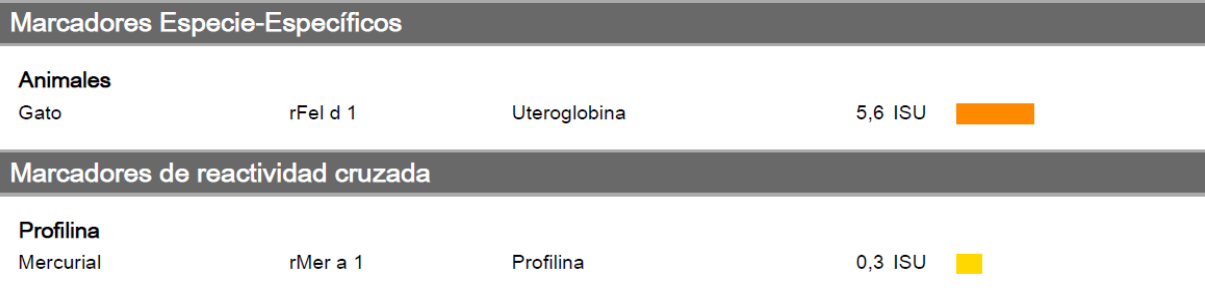 Marcadores Especie-Específicos
Animales
Gato rFel d 1 Uteroglobina 5,6 ISU
Marcadores de reactividad cruzada
Profilina
Mercurial rMer a 1 Profilina 0,3 ISU